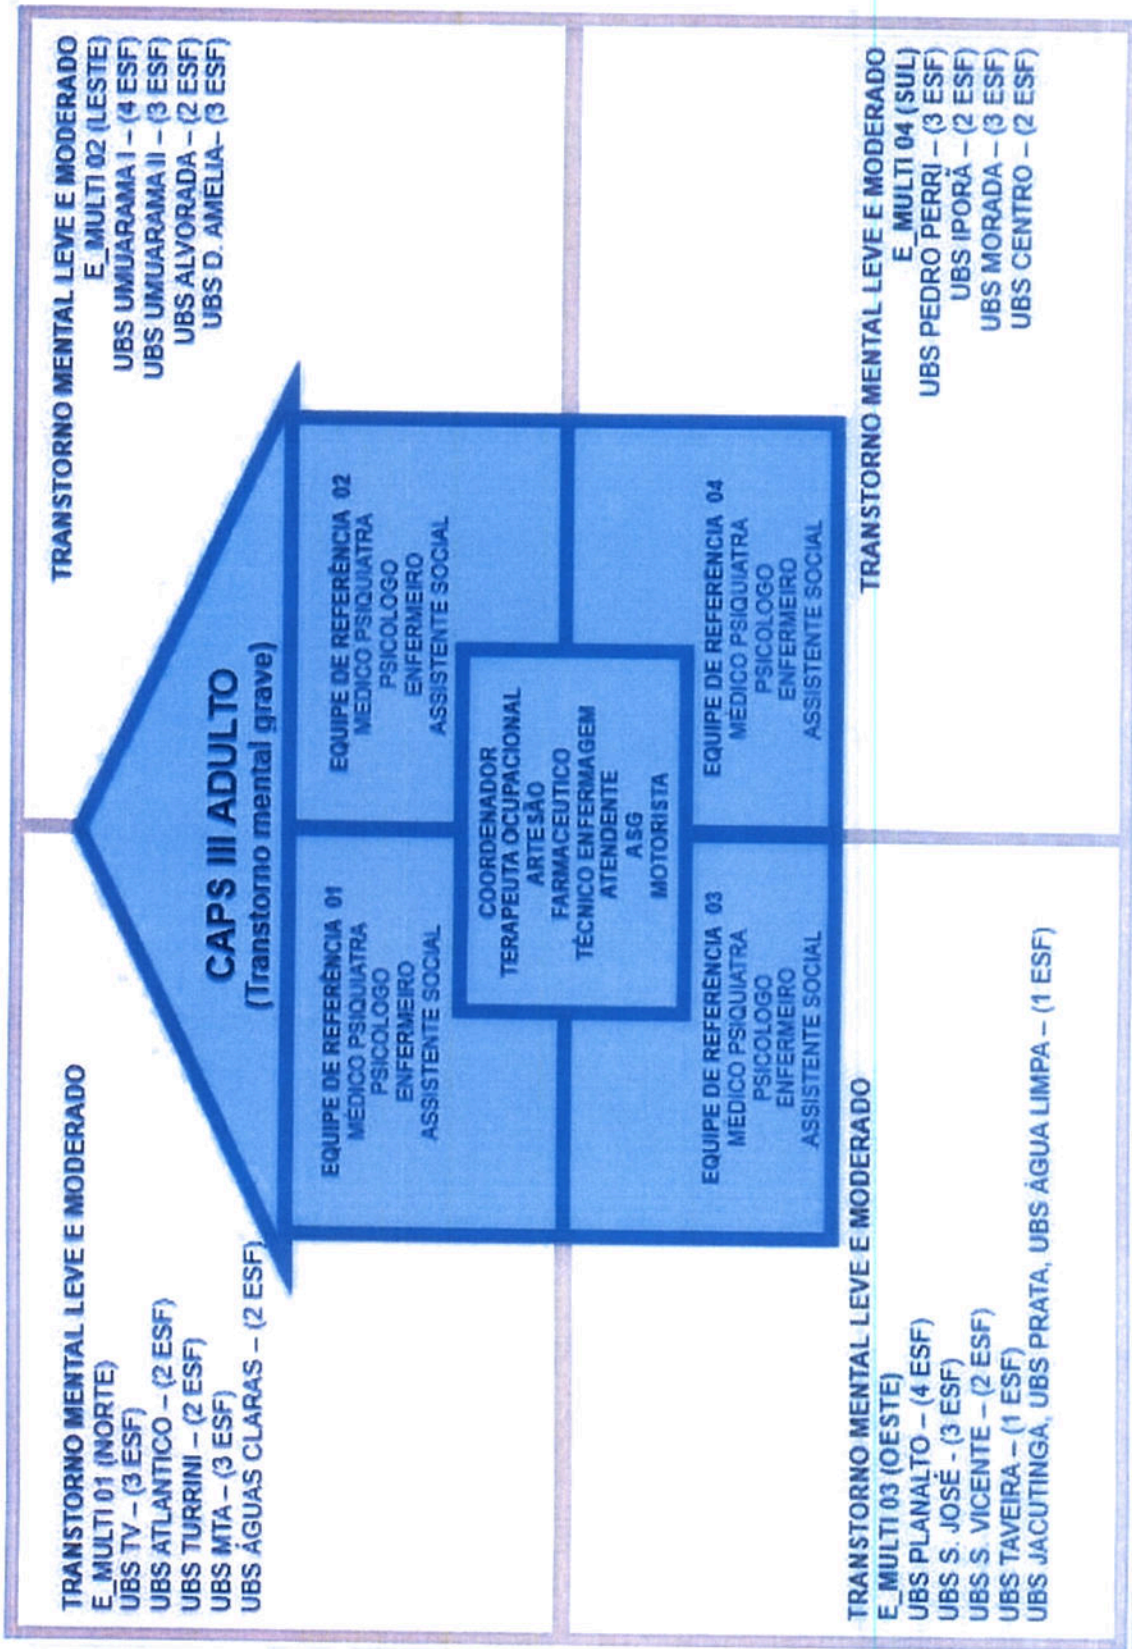 TRANSTORNO MENTAL LEVE E MODERADO
E_MULTI 01 (NORTE)
UBS TV – (3 ESF)
UBS ATLANTICO – (2 ESF)
UBS TURRINI – (2 ESF)
UBS MTA – (3 ESF)
UBS ÁGUAS CLARAS – (2 ESF)
TRANSTORNO MENTAL LEVE E MODERADO
E_MULTI 02 (LESTE)
UBS UMUARAMA I – (4 ESF)
UBS UMUARAMA II – (3 ESF)
UBS ALVORADA – (2 ESF)
UBS D. AMÉLIA – (3 ESF)
CAPS III ADULTO
(Transtorno mental grave)
EQUIPE DE REFERÊNCIA 01
MÉDICO PSIQUIATRA
PSICOLOGO
ENFERMEIRO
ASSISTENTE SOCIAL
EQUIPE DE REFERÊNCIA 02
MÉDICO PSIQUIATRA
PSICOLOGO
ENFERMEIRO
ASSISTENTE SOCIAL
COORDENADOR
TERAPEUTA OCUPACIONAL
ARTESÃO
FARMACEUTICO
TÉCNICO ENFERMAGEM
ATENDENTE
ASG
MOTORISTA
EQUIPE DE REFERÊNCIA 03
MÉDICO PSIQUIATRA
PSICOLOGO
ENFERMEIRO
ASSISTENTE SOCIAL
EQUIPE DE REFERÊNCIA 04
MÉDICO PSIQUIATRA
PSICOLOGO
ENFERMEIRO
ASSISTENTE SOCIAL
TRANSTORNO MENTAL LEVE E MODERADO
E_MULTI 03 (OESTE)
UBS PLANALTO – (4 ESF)
UBS S. JOSÉ - (3 ESF)
UBS S. VICENTE – (2 ESF)
UBS TAVEIRA – (1 ESF)
UBS JACUTINGA, UBS PRATA, UBS ÁGUA LIMPA – (1 ESF)
TRANSTORNO MENTAL LEVE E MODERADO
E_MULTI 04 (SUL)
UBS PEDRO PERRI – (3 ESF)
UBS IPORÃ – (2 ESF)
UBS MORADA – (3 ESF)
UBS CENTRO – (2 ESF)